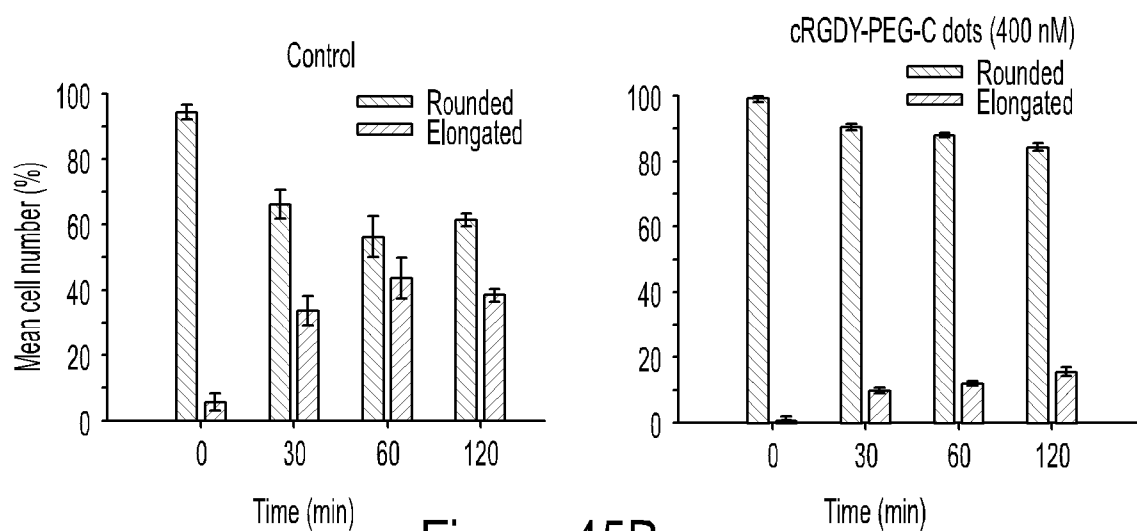 Control
Rounded
Elongated
Mean cell number (%)
100
80
60
40
20
0
0 30 60 120
Time (min)
cRGDY-PEG-C dots (400 nM)
Rounded
Elongated
100
80
60
40
20
0
0 30 60 120
Time (min)